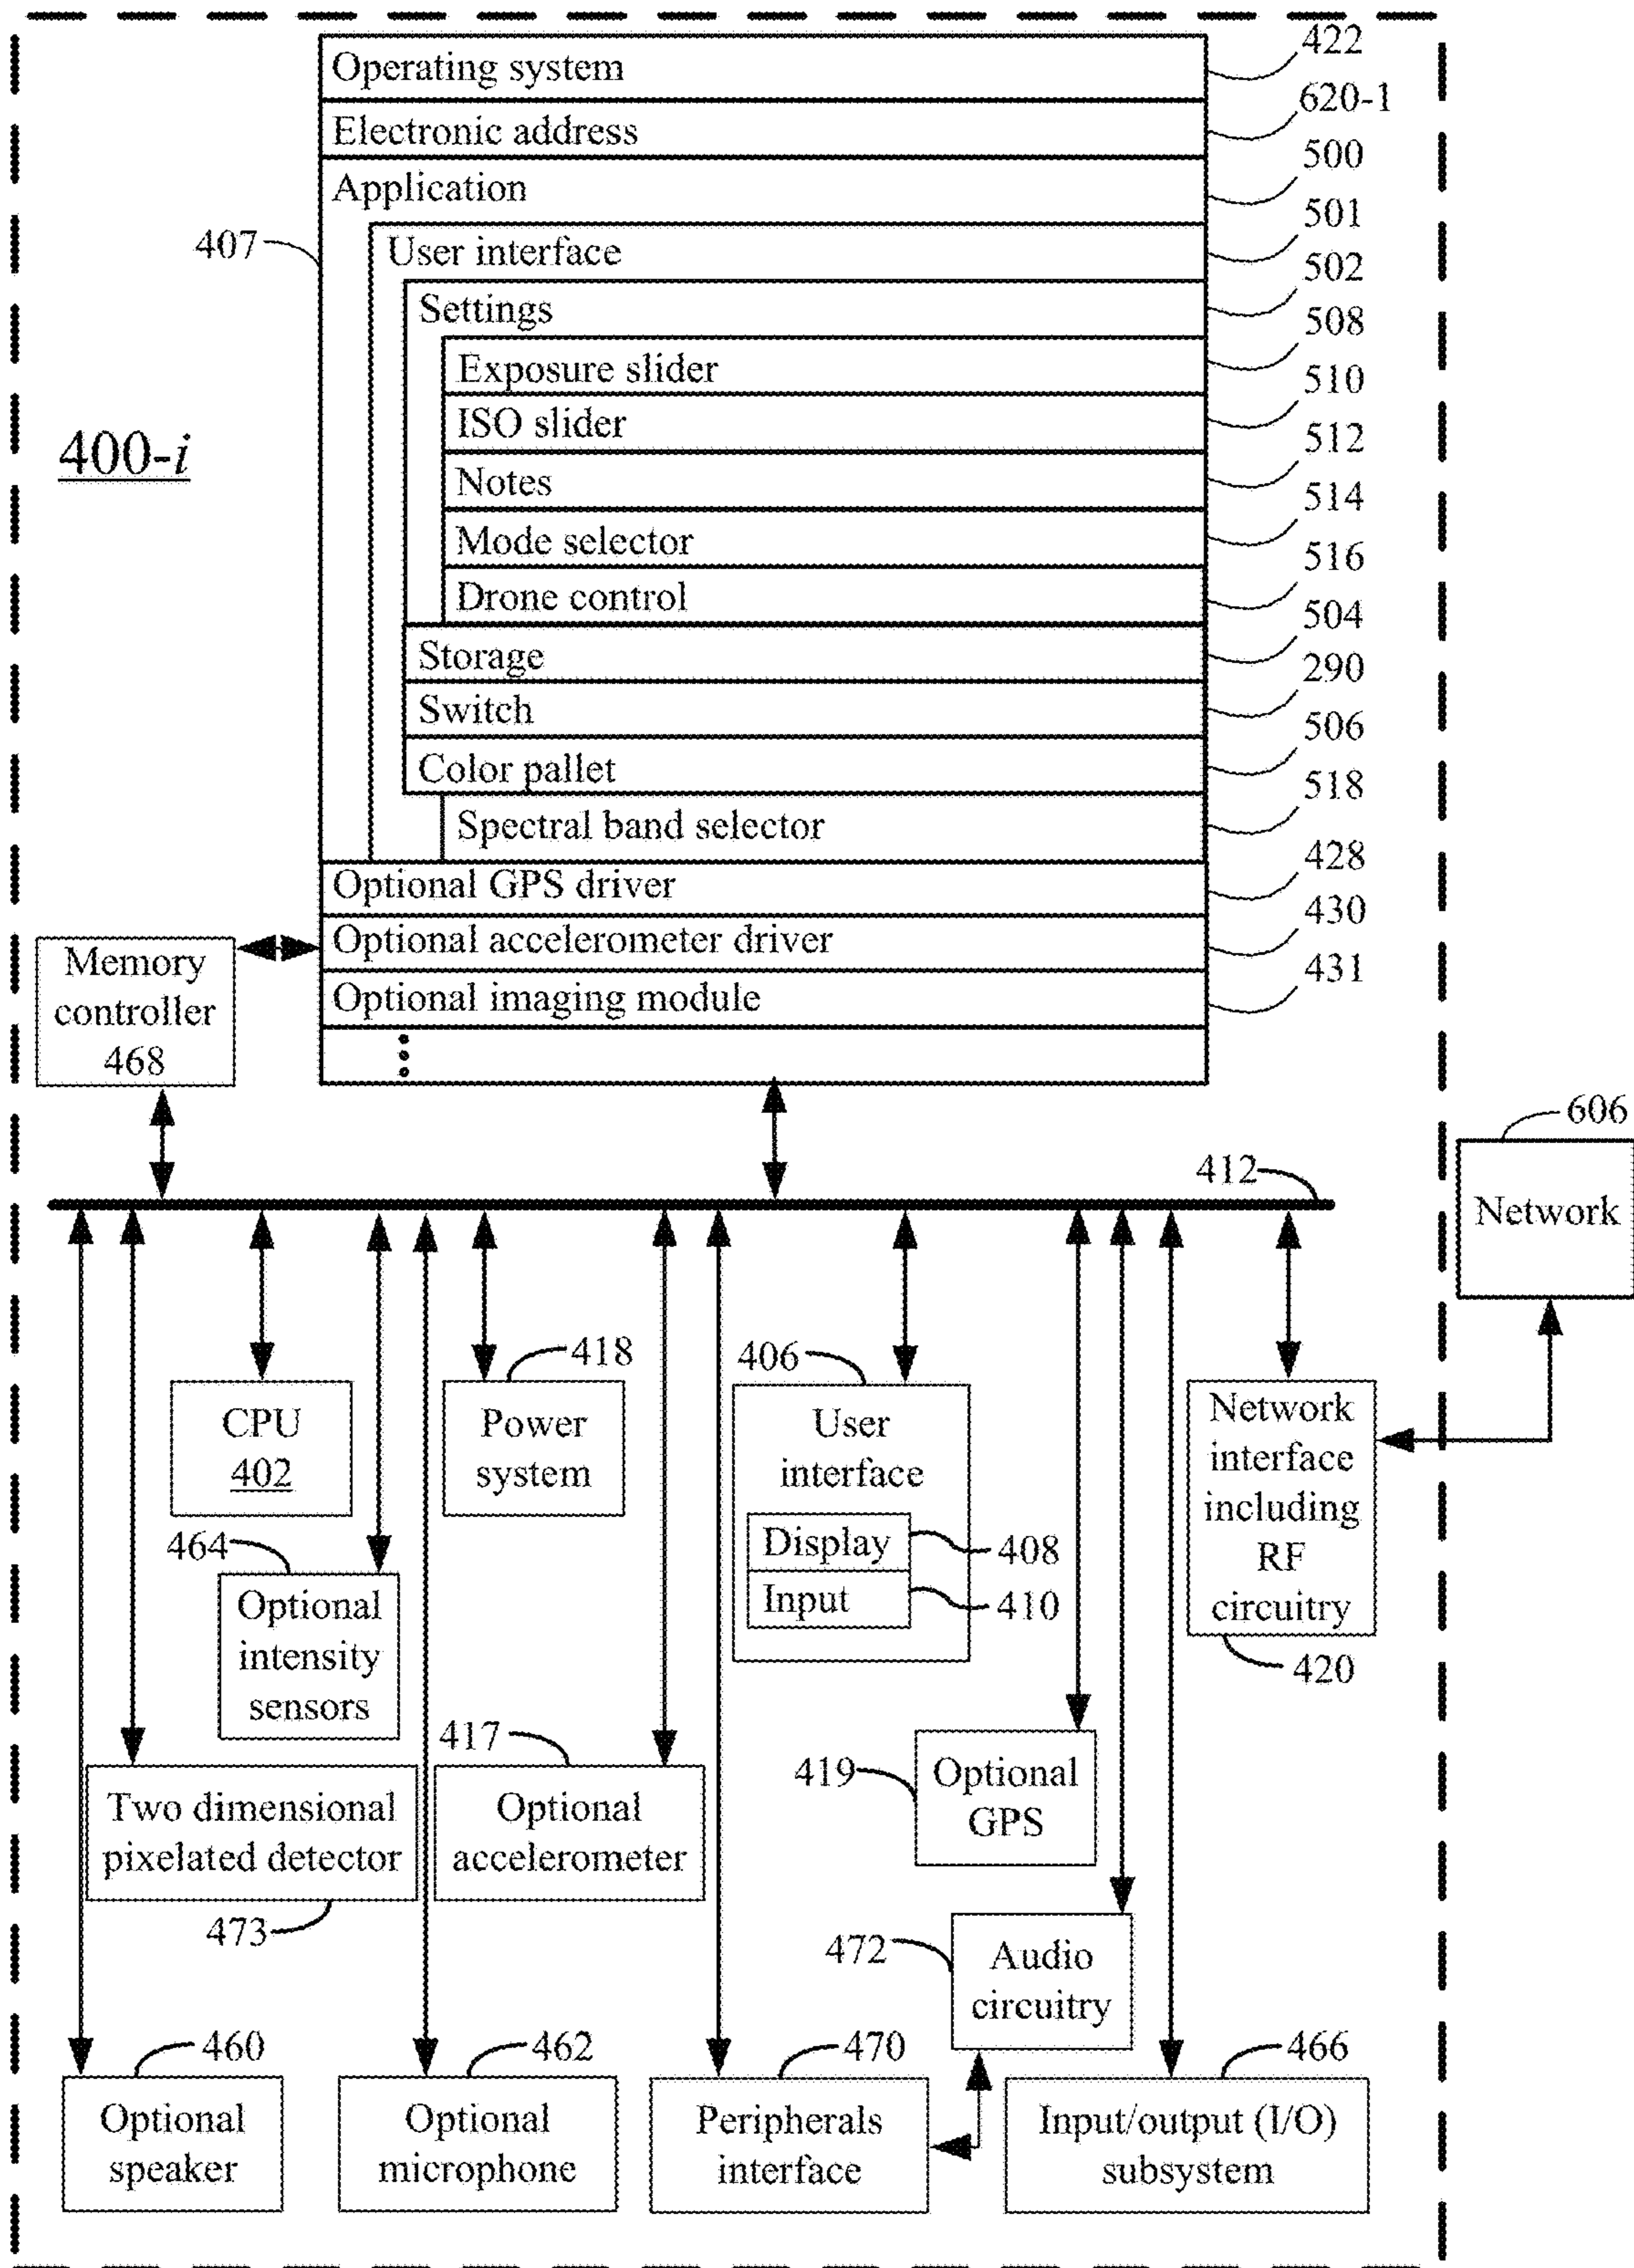 Operating system 422
Electronic address 620-1
Application 500
User interface 501
Settings 502
Exposure slider 508
ISO slider 510
Notes 512
Mode selector 514
Drone control 516
Storage 504
Switch 290
Color pallet 506
Spectral band selector 518
Optional GPS driver 428
Optional accelerometer driver 430
Optional imaging module 431
407
400-i
Memory
controller
468
606
Network
412
CPU
402
418
Power
system
406
User
interface
Display 408
Input 410
Network
interface
including
RF
circuitry
420
464
Optional
intensity
sensors
417
Optional
accelerometer
419
Optional
GPS
Two dimensional
pixelated detector
473
472
Audio
circuitry
460
Optional
speaker
462
Optional
microphone
470
Peripherals
interface
466
Input/output (I/O)
subsystem